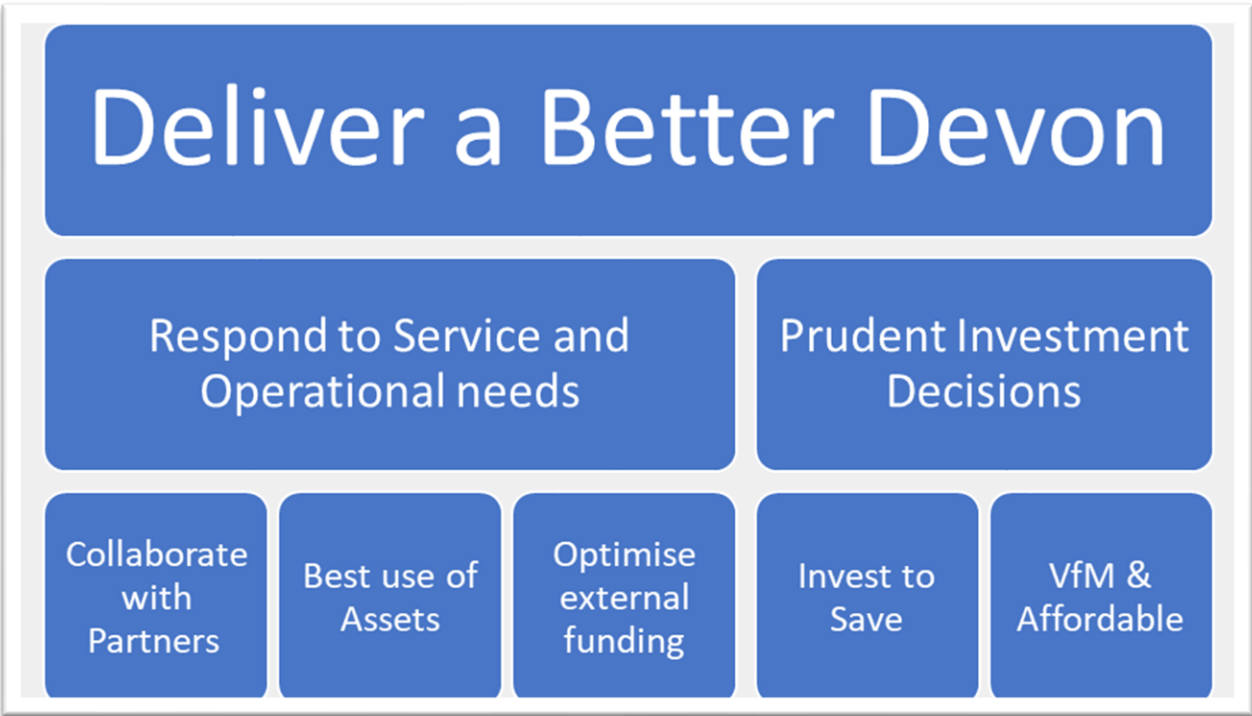 Deliver a Better Devon
Respond to Service and
Operational needs
Prudent Investment
Decisions
Collaborate
with
Partners
Best use of
Assets
Optimise
external
funding
Invest to
Save
VfM &
Affordable